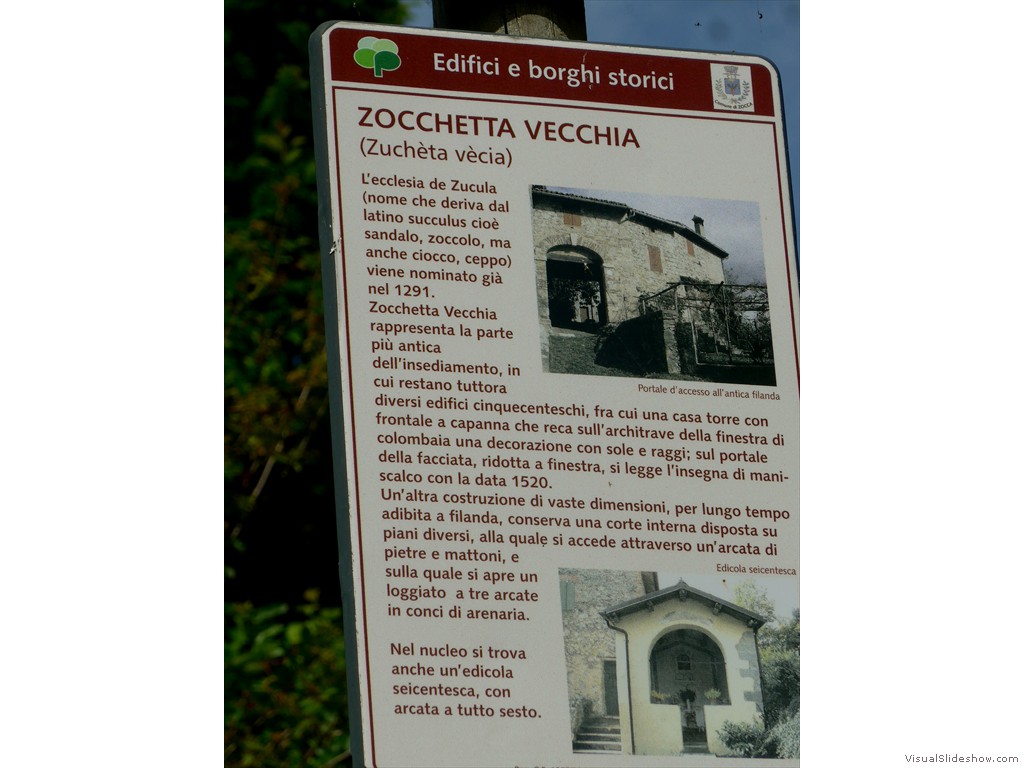 Edifici e borghi storici
Comune di ZOCCA
ZOCCHETTA VECCHIA
(Zuchèta vècia)
L'ecclesia de Zucula
(nome che deriva dal
latino succulus cioè
sandalo, zoccolo, ma
anche ciocco, ceppo)
viene nominato già
nel 1291.
Zocchetta Vecchia
rappresenta la parte
più antica
dell'insediamento, in
cui restano tuttora
diversi edifici cinquecenteschi, fra cui una casa torre con
frontale a capanna che reca sull'architrave della finestra di
colombaia una decorazione con sole e raggi; sul portale
della facciata, ridotta a finestra, si legge l'insegna di mani-
scalco con la data 1520.
Un'altra costruzione di vaste dimensioni, per lungo tempo
adibita a filanda, conserva una corte interna disposta su
piani diversi, alla quale si accede attraverso un'arcata di
pietre e mattoni, e
sulla quale si apre un
loggiato a tre arcate
in conci di arenaria.
Nel nucleo si trova
anche un'edicola
seicentesca, con
arcata a tutto sesto.
Portale d'accesso all'antica filanda
Edicola seicentesca
VisualSlideshow.com